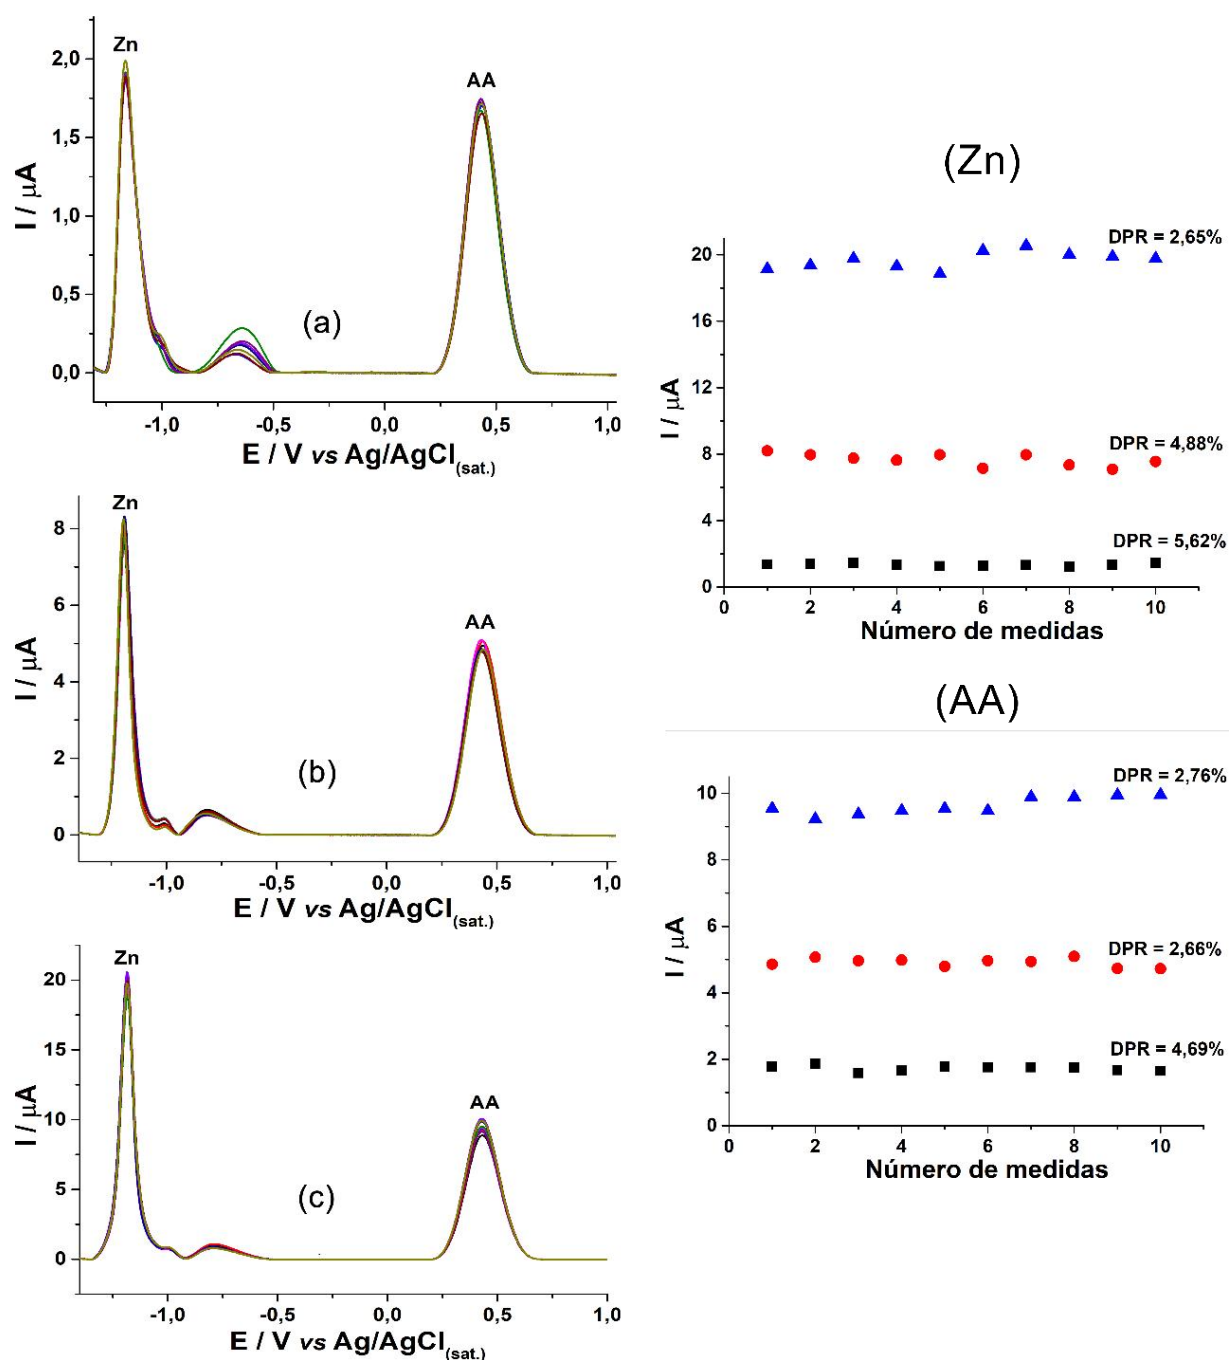 Zn
AA
2,0
1,5
1,0
0,5
0,0
I / µA
(a)
-1,0 -0,5 0,0 0,5 1,0
E / V vs Ag/AgCl(sat.)
Zn
AA
8
6
4
2
0
I / µA
(b)
-1,0 -0,5 0,0 0,5 1,0
E / V vs Ag/AgCl(sat.)
Zn
AA
20
15
10
5
0
I / µA
(c)
-1,0 -0,5 0,0 0,5 1,0
E / V vs Ag/AgCl(sat.)
(Zn)
DPR = 2,65%
DPR = 4,88%
DPR = 5,62%
20
16
12
8
4
0
I / µA
0 2 4 6 8 10
Número de medidas
(AA)
DPR = 2,76%
DPR = 2,66%
DPR = 4,69%
10
8
6
4
2
0
I / µA
0 2 4 6 8 10
Número de medidas